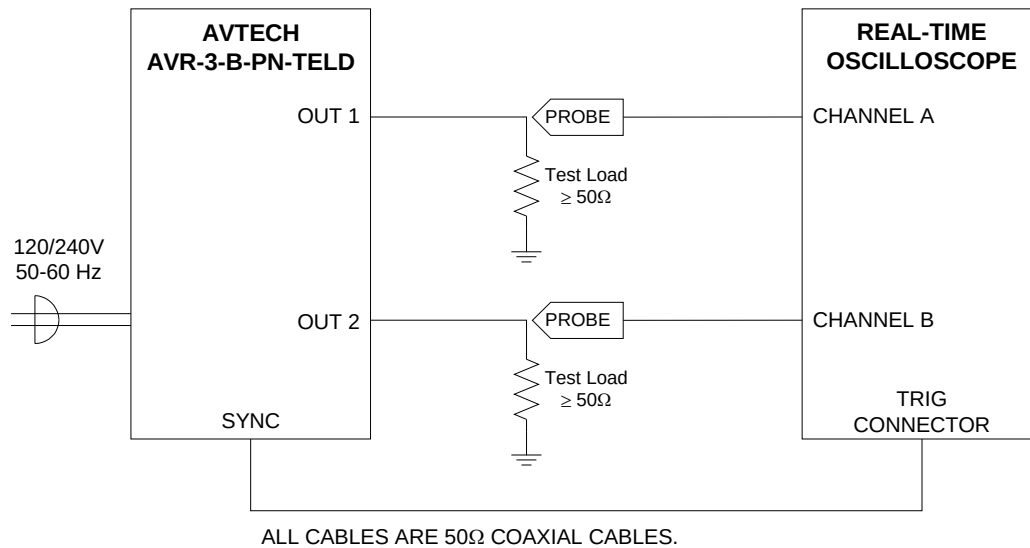 AVTECH
AVR-3-B-PN-TELD
REAL-TIME
OSCILLOSCOPE
OUT 1
PROBE
CHANNEL A
Test Load
≥ 50Ω
120/240V
50-60 Hz
OUT 2
PROBE
CHANNEL B
Test Load
≥ 50Ω
SYNC
TRIG
CONNECTOR
ALL CABLES ARE 50Ω COAXIAL CABLES.